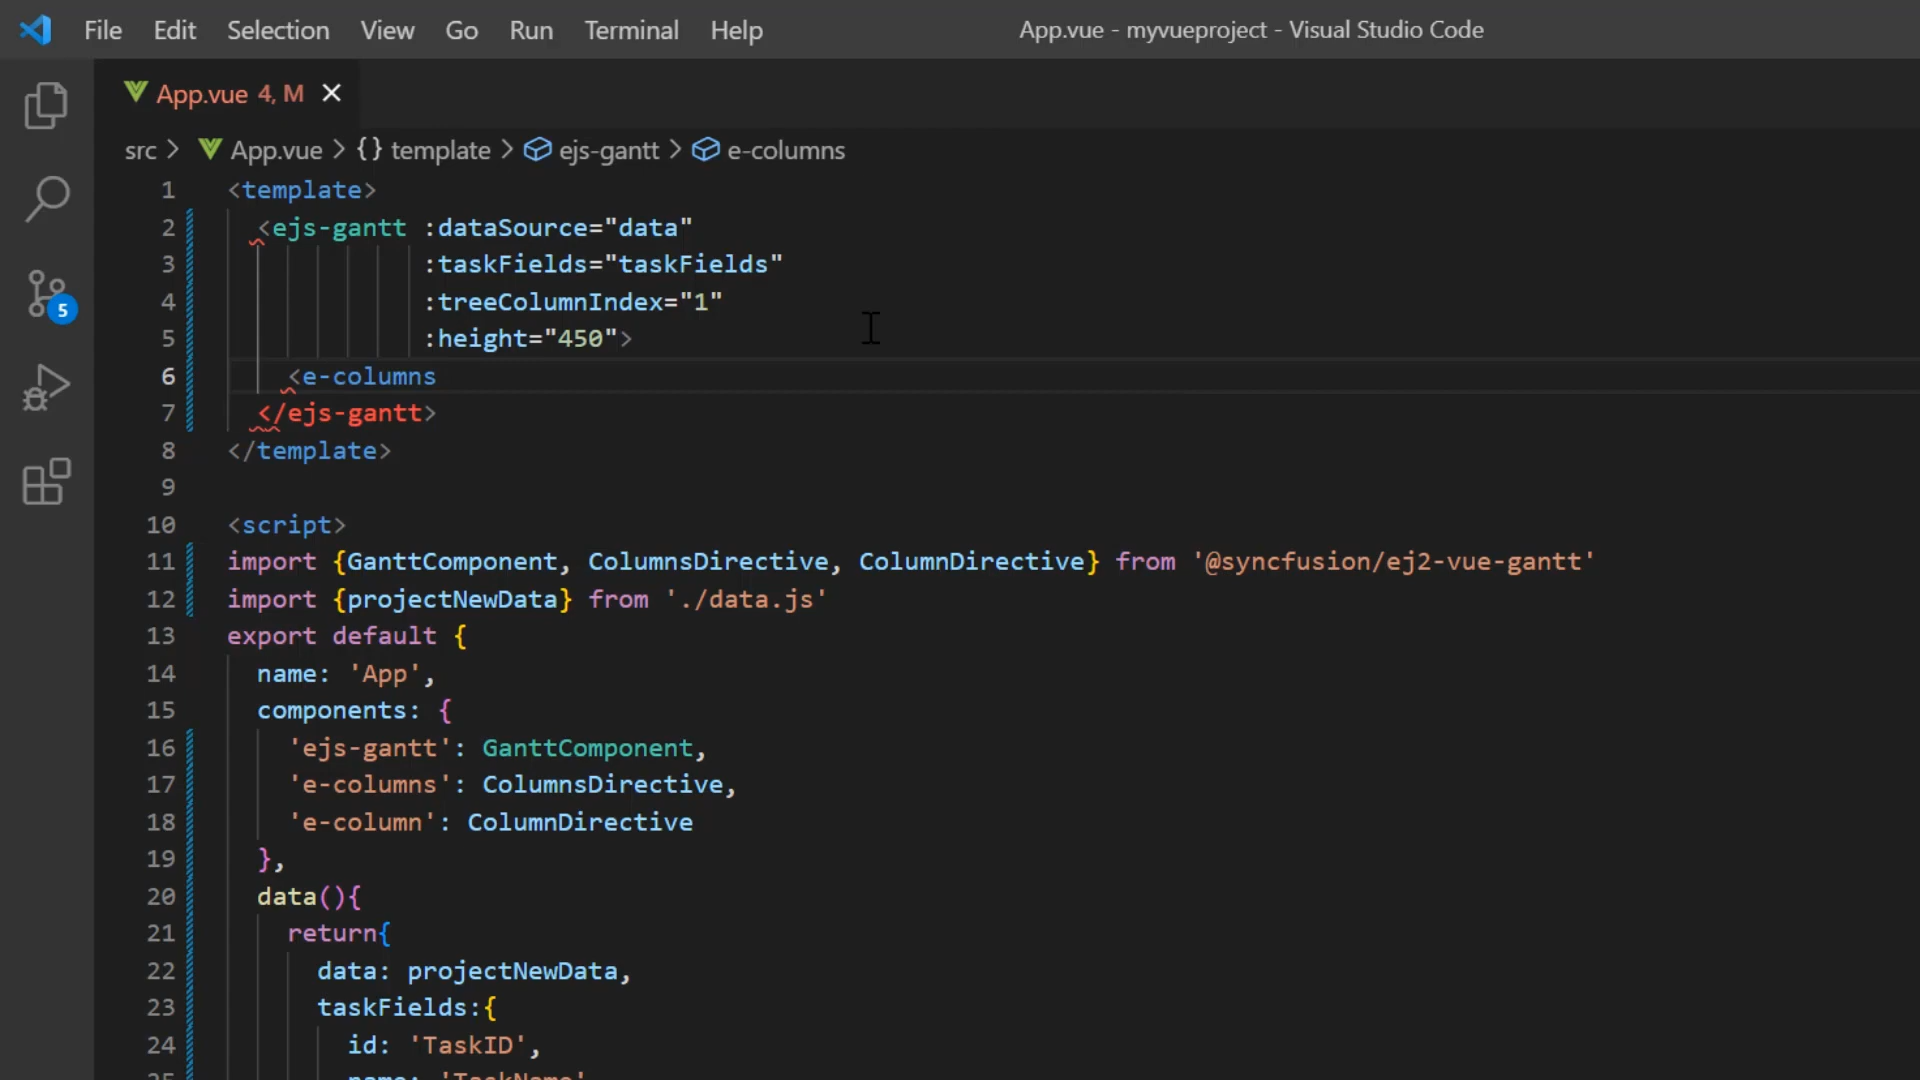 File Edit Selection View Go Run Terminal Help App.vue - myvueproject - Visual Studio Code
App.vue 4, M
src > App.vue > {} template > ejs-gantt > e-columns
1 <template>
2 <ejs-gantt :dataSource="data"
3 :taskFields="taskFields"
4 :treeColumnIndex="1"
5 :height="450">
6 <e-columns
7 </ejs-gantt>
8 </template>
9
10 <script>
11 import {GanttComponent, ColumnsDirective, ColumnDirective} from '@syncfusion/ej2-vue-gantt'
12 import {projectNewData} from './data.js'
13 export default {
14 name: 'App',
15 components: {
16 'ejs-gantt': GanttComponent,
17 'e-columns': ColumnsDirective,
18 'e-column': ColumnDirective
19 },
20 data(){
21 return{
22 data: projectNewData,
23 taskFields:{
24 id: 'TaskID',
25 name: 'TaskName'
5